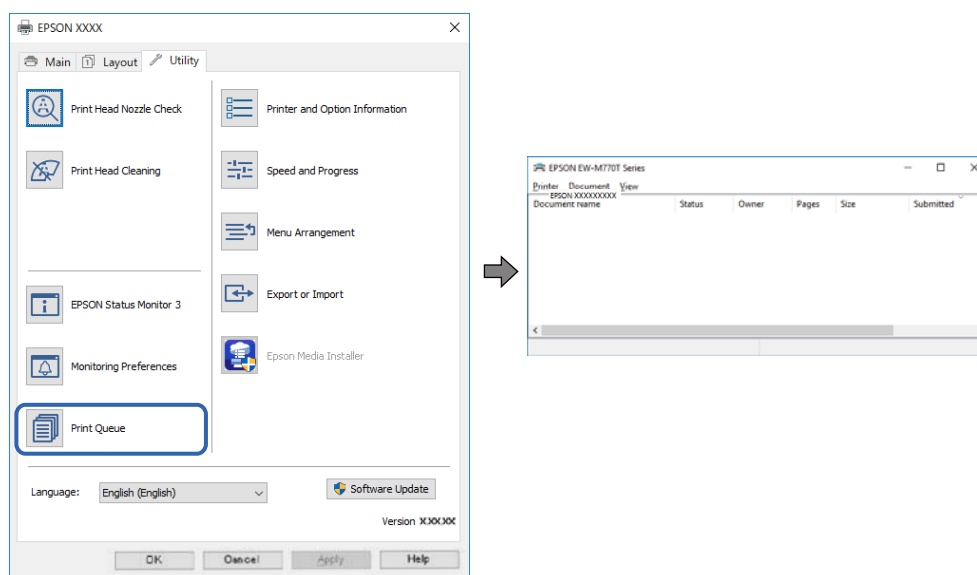 EPSON XXXX
Main Layout Utility
Print Head Nozzle Check
Print Head Cleaning
EPSON Status Monitor 3
Monitoring Preferences
Print Queue
Printer and Option Information
Speed and Progress
Menu Arrangement
Export or Import
Epson Media Installer
Language: English (English)
Software Update
Version X.XX.XX
OK Cancel Apply Help
EPSON EW-M770T Series
Printer Document View
EPSON XXXXXXXXX
Document Name Status Owner Pages Size Submitted